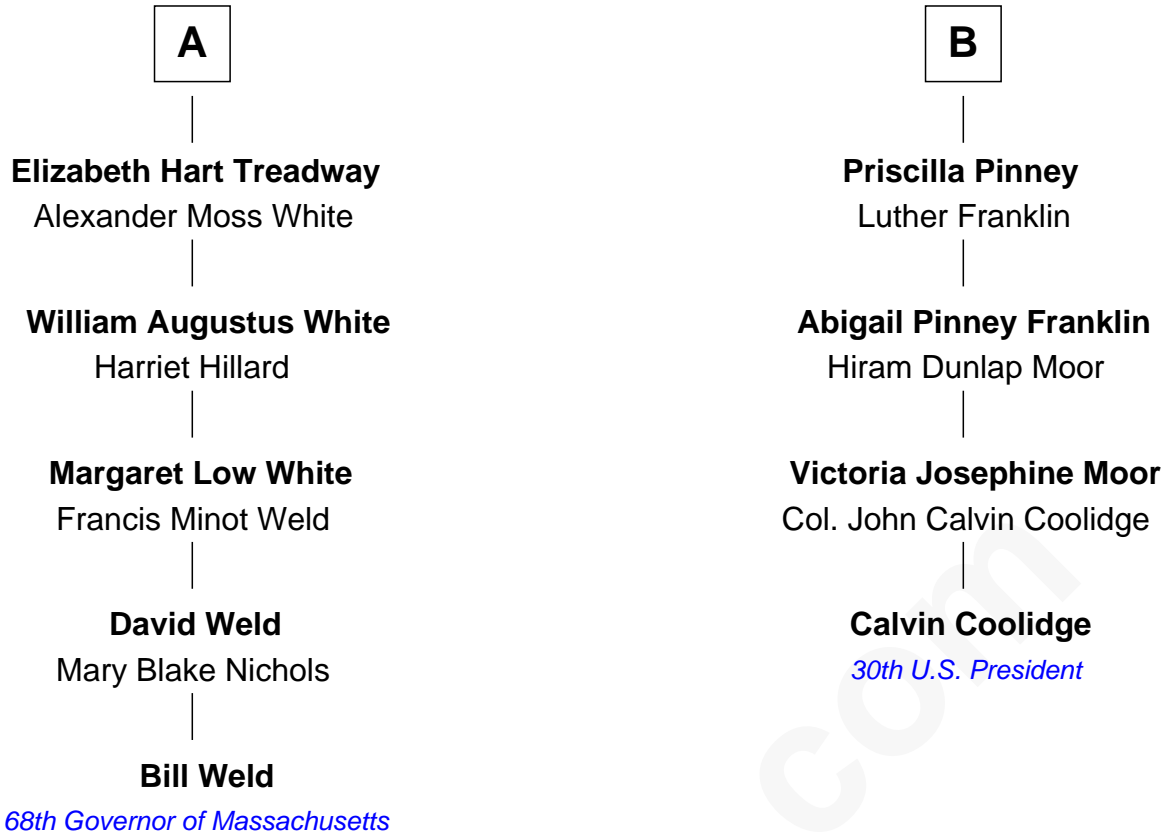 A
Elizabeth Hart Treadway
Alexander Moss White
William Augustus White
Harriet Hillard
Margaret Low White
Francis Minot Weld
David Weld
Mary Blake Nichols
Bill Weld
68th Governor of Massachusetts
B
Priscilla Pinney
Luther Franklin
Abigail Pinney Franklin
Hiram Dunlap Moor
Victoria Josephine Moor
Col. John Calvin Coolidge
Calvin Coolidge
30th U.S. President
com